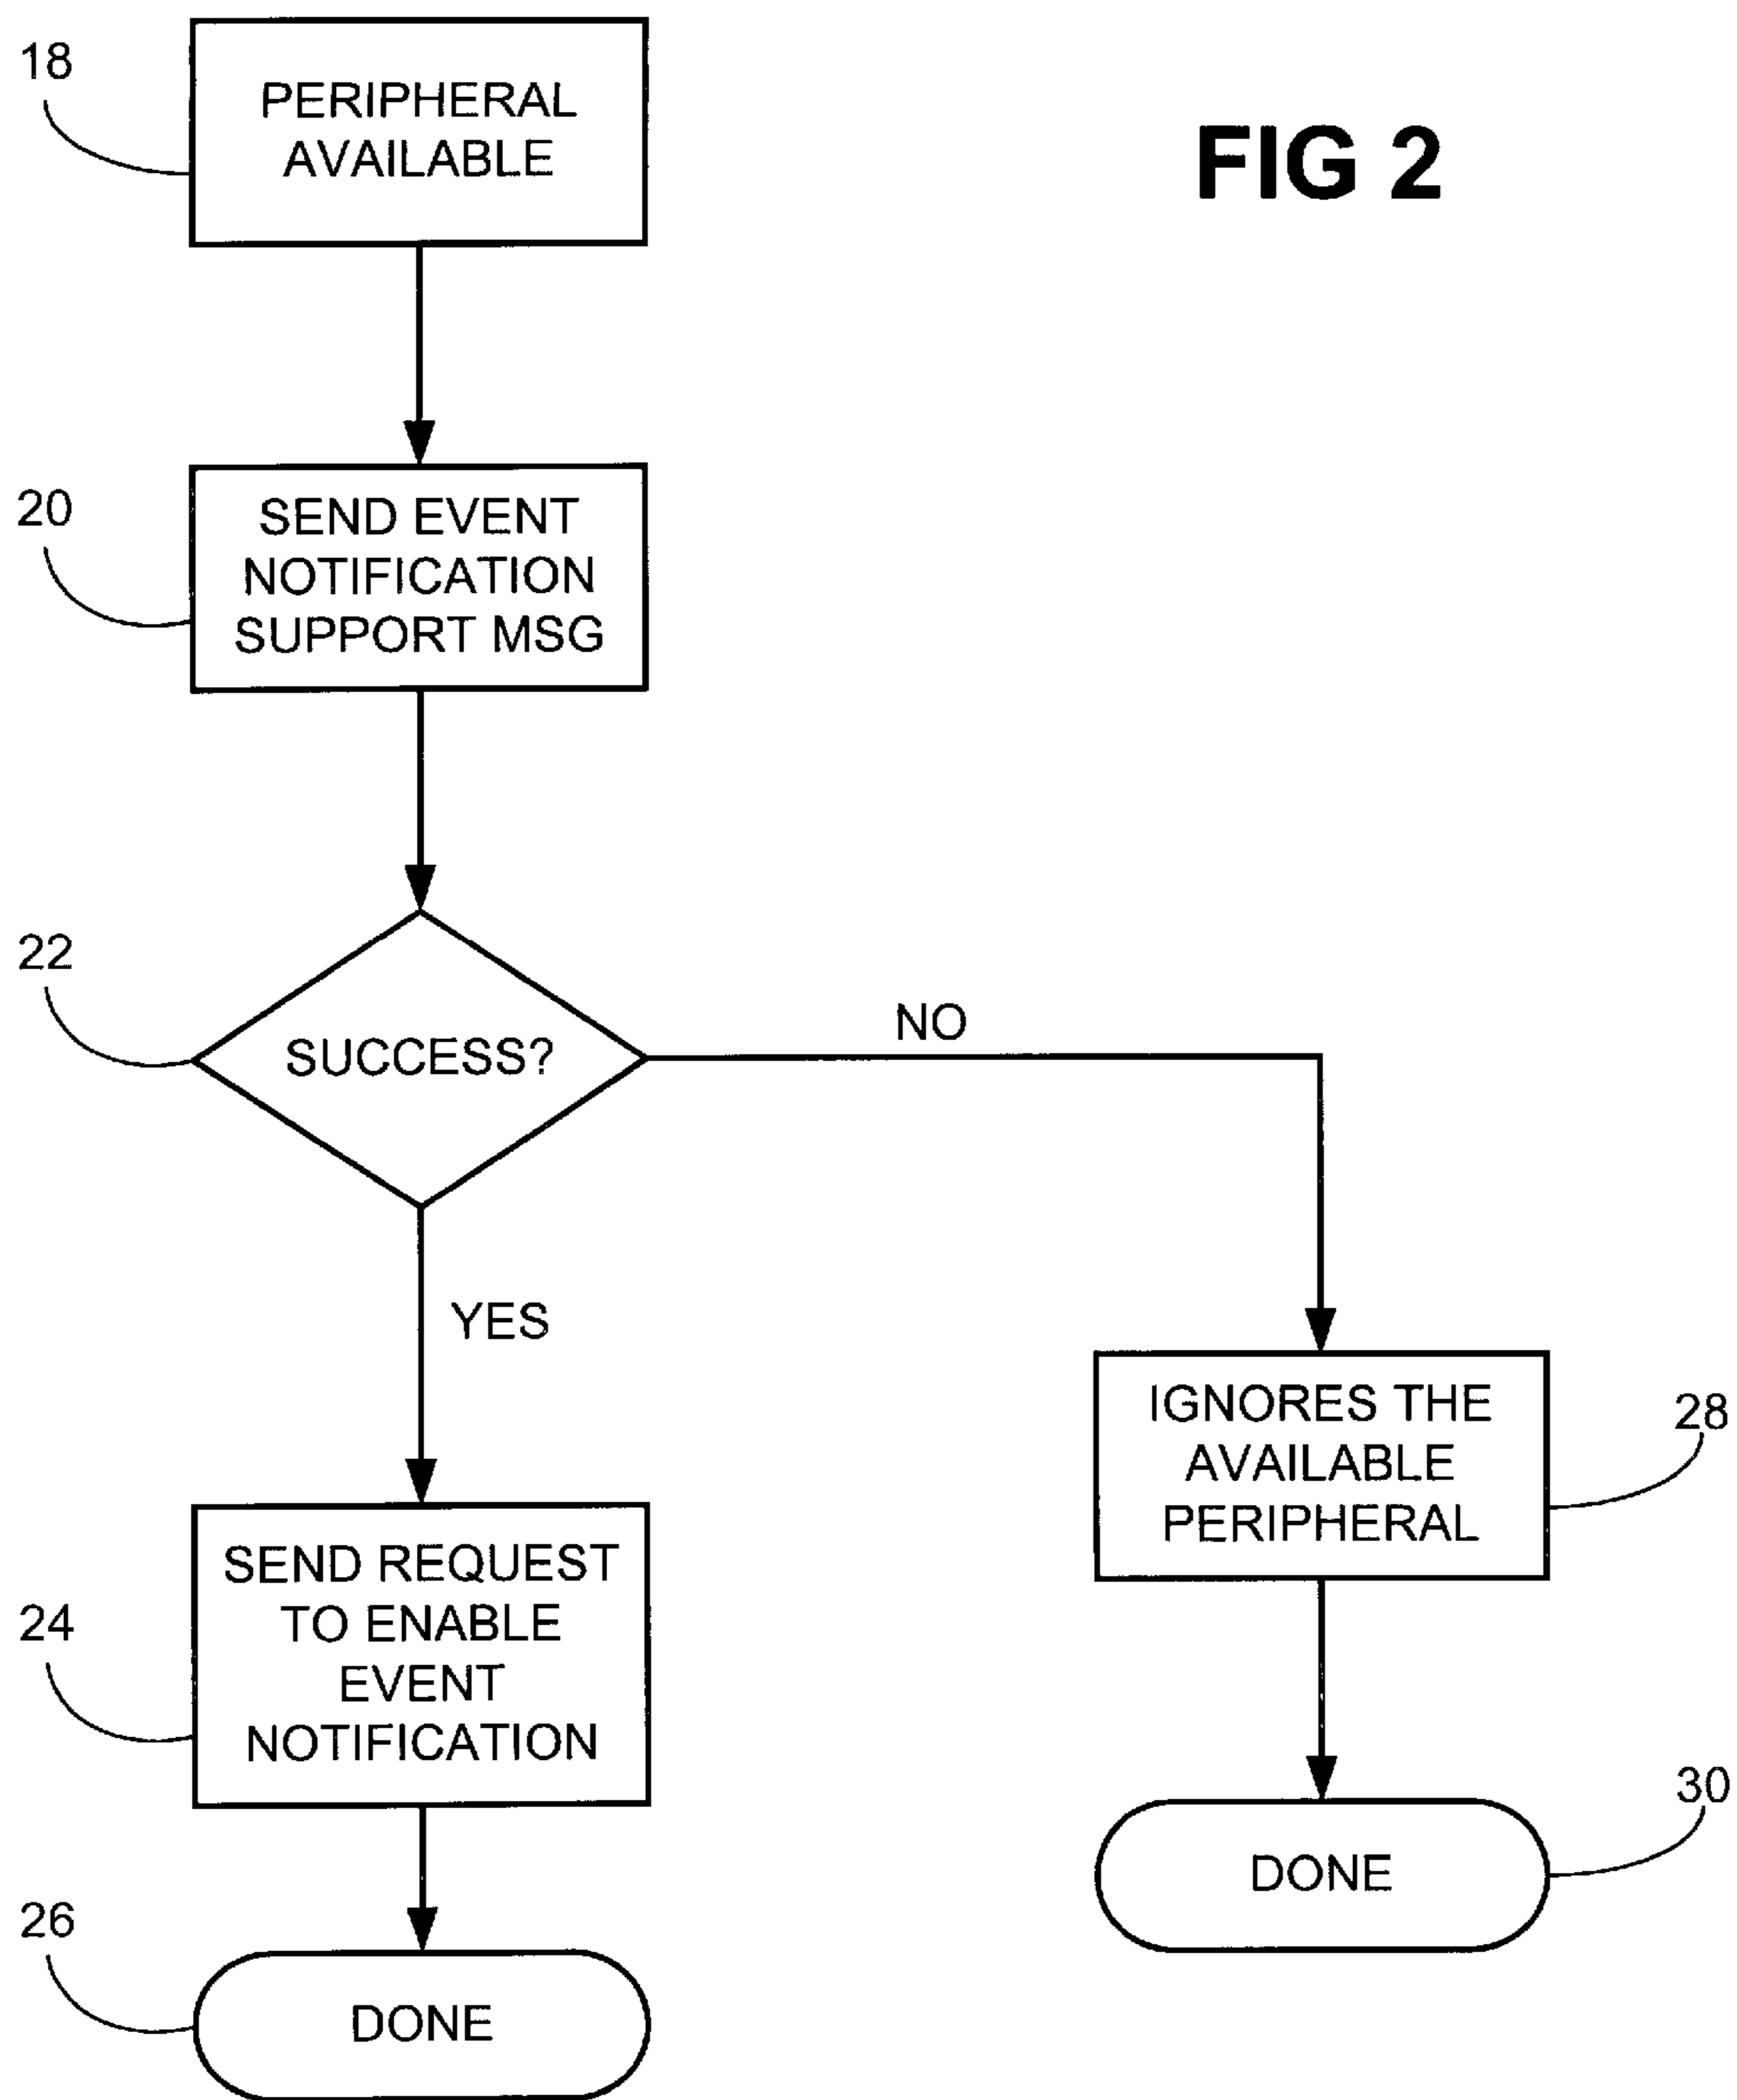 18
PERIPHERAL
AVAILABLE
FIG 2
20
SEND EVENT
NOTIFICATION
SUPPORT MSG
22
SUCCESS?
NO
YES
IGNORES THE
AVAILABLE
PERIPHERAL
28
SEND REQUEST
TO ENABLE
EVENT
NOTIFICATION
24
DONE
30
26
DONE